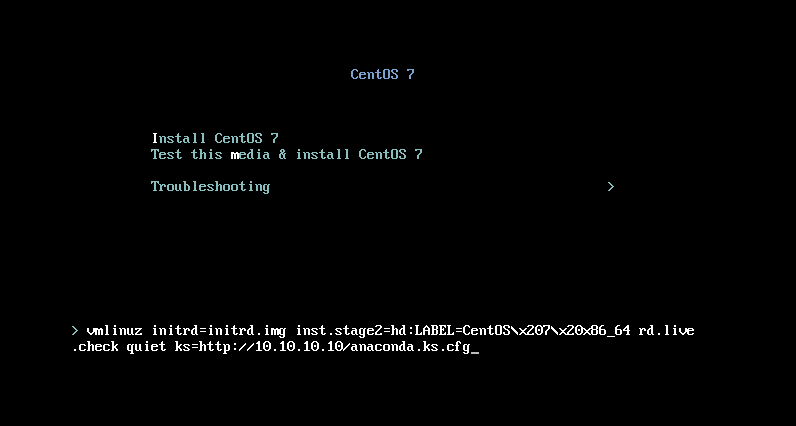 CentOS 7
Install CentOS 7
Test this media & install CentOS 7
Troubleshooting >
> vmlinuz initrd=initrd.img inst.stage2=hd:LABEL=CentOS\x207\x20x86_64 rd.live
.check quiet ks=http://10.10.10.10/anaconda.ks.cfg_